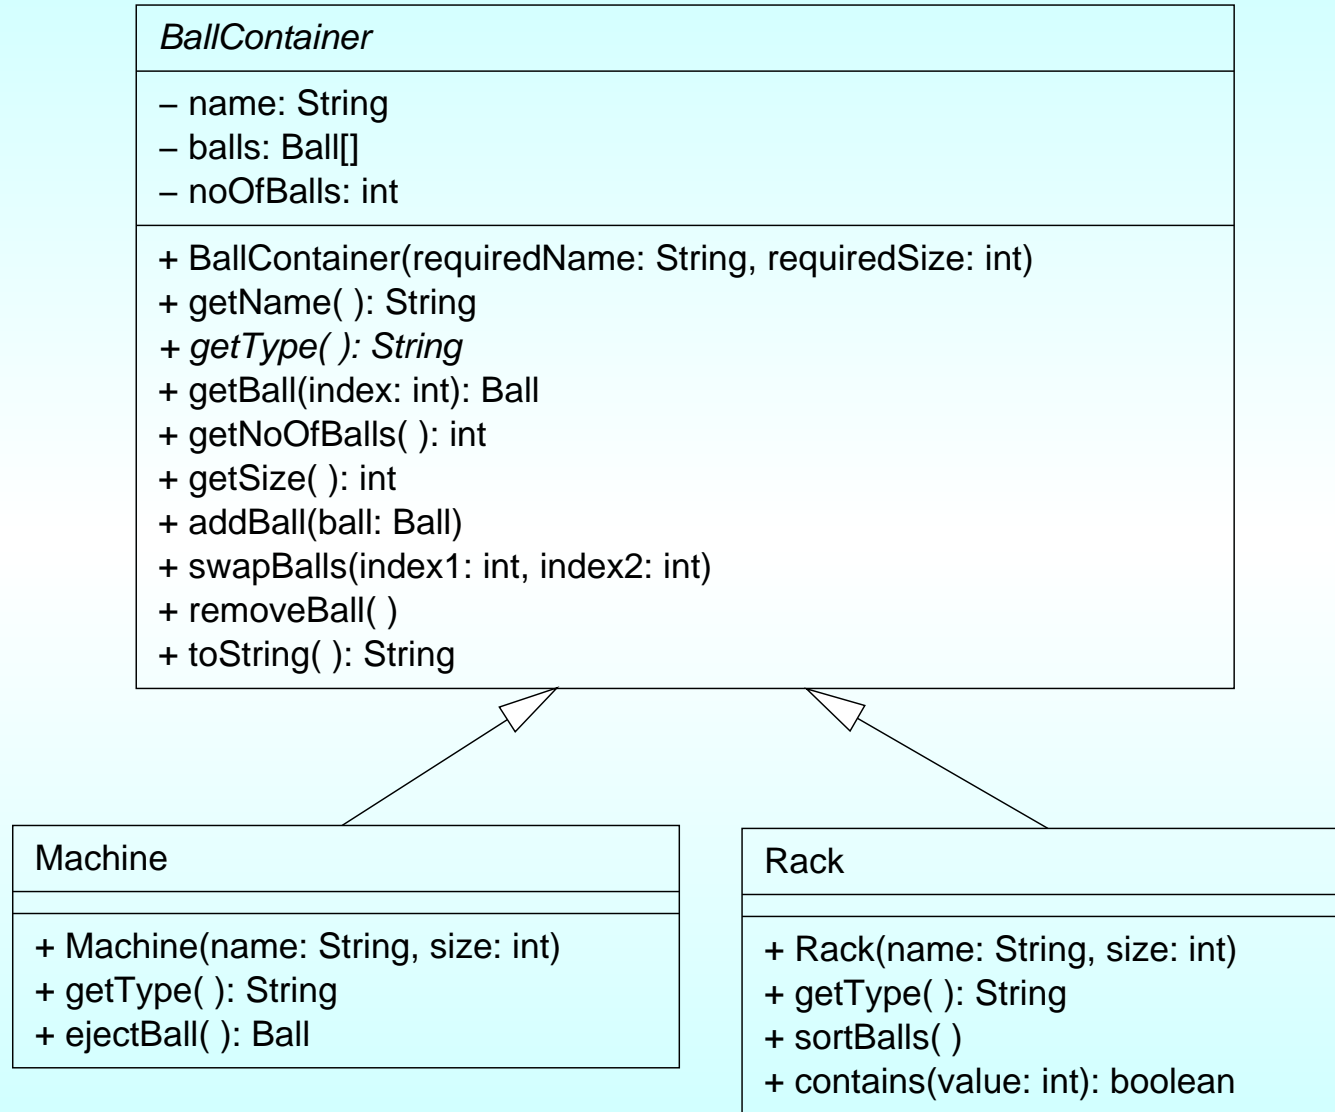 BallContainer
– name: String
– balls: Ball[]
– noOfBalls: int
+ BallContainer(requiredName: String, requiredSize: int)
+ getName( ): String
+ getType( ): String
+ getBall(index: int): Ball
+ getNoOfBalls( ): int
+ getSize( ): int
+ addBall(ball: Ball)
+ swapBalls(index1: int, index2: int)
+ removeBall( )
+ toString( ): String
Machine
+ Machine(name: String, size: int)
+ getType( ): String
+ ejectBall( ): Ball
Rack
+ Rack(name: String, size: int)
+ getType( ): String
+ sortBalls( )
+ contains(value: int): boolean